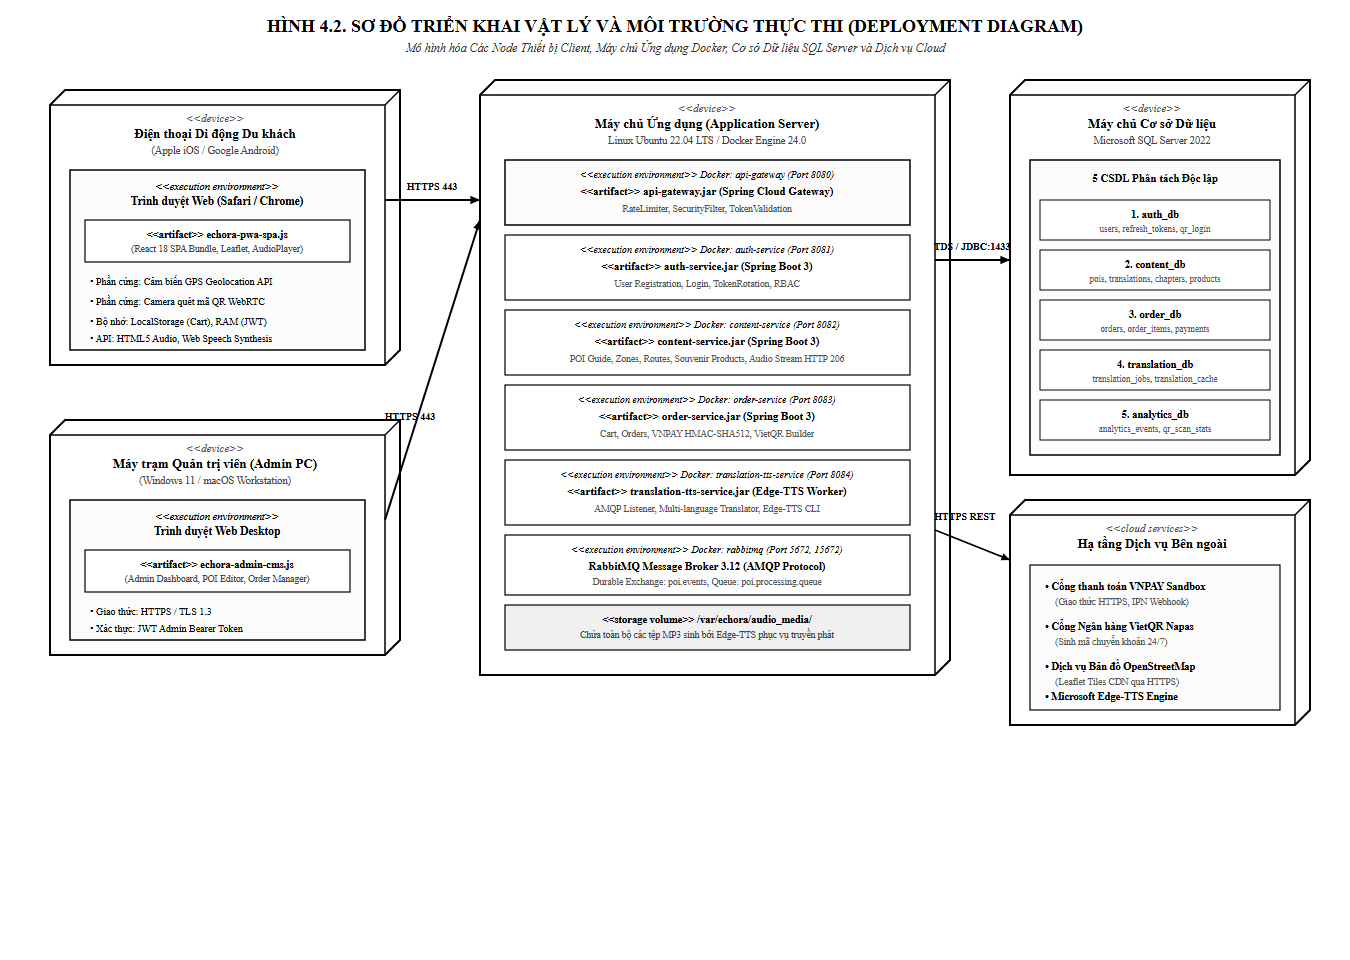 HÌNH 4.2. SƠ ĐỒ TRIỂN KHAI VẬT LÝ VÀ MÔI TRƯỜNG THỰC THI (DEPLOYMENT DIAGRAM)
Mô hình hóa Các Node Thiết bị Client, Máy chủ Ứng dụng Docker, Cơ sở Dữ liệu SQL Server và Dịch vụ Cloud
<<device>>
Điện thoại Di động Du khách
(Apple iOS / Google Android)
<<execution environment>>
Trình duyệt Web (Safari / Chrome)
<<artifact>> echora-pwa-spa.js
(React 18 SPA Bundle, Leaflet, AudioPlayer)
• Phần cứng: Cảm biến GPS Geolocation API
• Phần cứng: Camera quét mã QR WebRTC
• Bộ nhớ: LocalStorage (Cart), RAM (JWT)
• API: HTML5 Audio, Web Speech Synthesis
HTTPS 443
HTTPS 443
<<device>>
Máy trạm Quản trị viên (Admin PC)
(Windows 11 / macOS Workstation)
<<execution environment>>
Trình duyệt Web Desktop
<<artifact>> echora-admin-cms.js
(Admin Dashboard, POI Editor, Order Manager)
• Giao thức: HTTPS / TLS 1.3
• Xác thực: JWT Admin Bearer Token
<<device>>
Máy chủ Ứng dụng (Application Server)
Linux Ubuntu 22.04 LTS / Docker Engine 24.0
<<execution environment>> Docker: api-gateway (Port 8080)
<<artifact>> api-gateway.jar (Spring Cloud Gateway)
RateLimiter, SecurityFilter, TokenValidation
<<execution environment>> Docker: auth-service (Port 8081)
<<artifact>> auth-service.jar (Spring Boot 3)
User Registration, Login, TokenRotation, RBAC
<<execution environment>> Docker: content-service (Port 8082)
<<artifact>> content-service.jar (Spring Boot 3)
POI Guide, Zones, Routes, Souvenir Products, Audio Stream HTTP 206
<<execution environment>> Docker: order-service (Port 8083)
<<artifact>> order-service.jar (Spring Boot 3)
Cart, Orders, VNPAY HMAC-SHA512, VietQR Builder
<<execution environment>> Docker: translation-tts-service (Port 8084)
<<artifact>> translation-tts-service.jar (Edge-TTS Worker)
AMQP Listener, Multi-language Translator, Edge-TTS CLI
<<execution environment>> Docker: rabbitmq (Port 5672, 15672)
RabbitMQ Message Broker 3.12 (AMQP Protocol)
Durable Exchange: poi.events, Queue: poi.processing.queue
<<storage volume>> /var/echora/audio_media/
Chứa toàn bộ các tệp MP3 sinh bởi Edge-TTS phục vụ truyền phát
TDS / JDBC:1433
HTTPS REST
<<device>>
Máy chủ Cơ sở Dữ liệu
Microsoft SQL Server 2022
5 CSDL Phân tách Độc lập
1. auth_db
users, refresh_tokens, qr_login
2. content_db
pois, translations, chapters, products
3. order_db
orders, order_items, payments
4. translation_db
translation_jobs, translation_cache
5. analytics_db
analytics_events, qr_scan_stats
<<cloud services>>
Hạ tầng Dịch vụ Bên ngoài
• Cổng thanh toán VNPAY Sandbox
(Giao thức HTTPS, IPN Webhook)
• Cổng Ngân hàng VietQR Napas
(Sinh mã chuyển khoản 24/7)
• Dịch vụ Bản đồ OpenStreetMap
(Leaflet Tiles CDN qua HTTPS)
• Microsoft Edge-TTS Engine